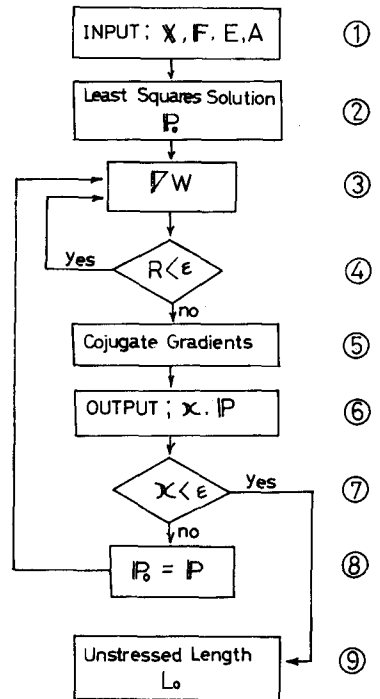 INPUT ; X, F, E, A ①
Least Squares Solution
P₀ ②
∇W ③
R < ε ④
yes
no
Cojugate Gradients ⑤
OUTPUT ; x. P ⑥
x < ε ⑦
yes
no
P₀ = P ⑧
Unstressed Length
L₀ ⑨